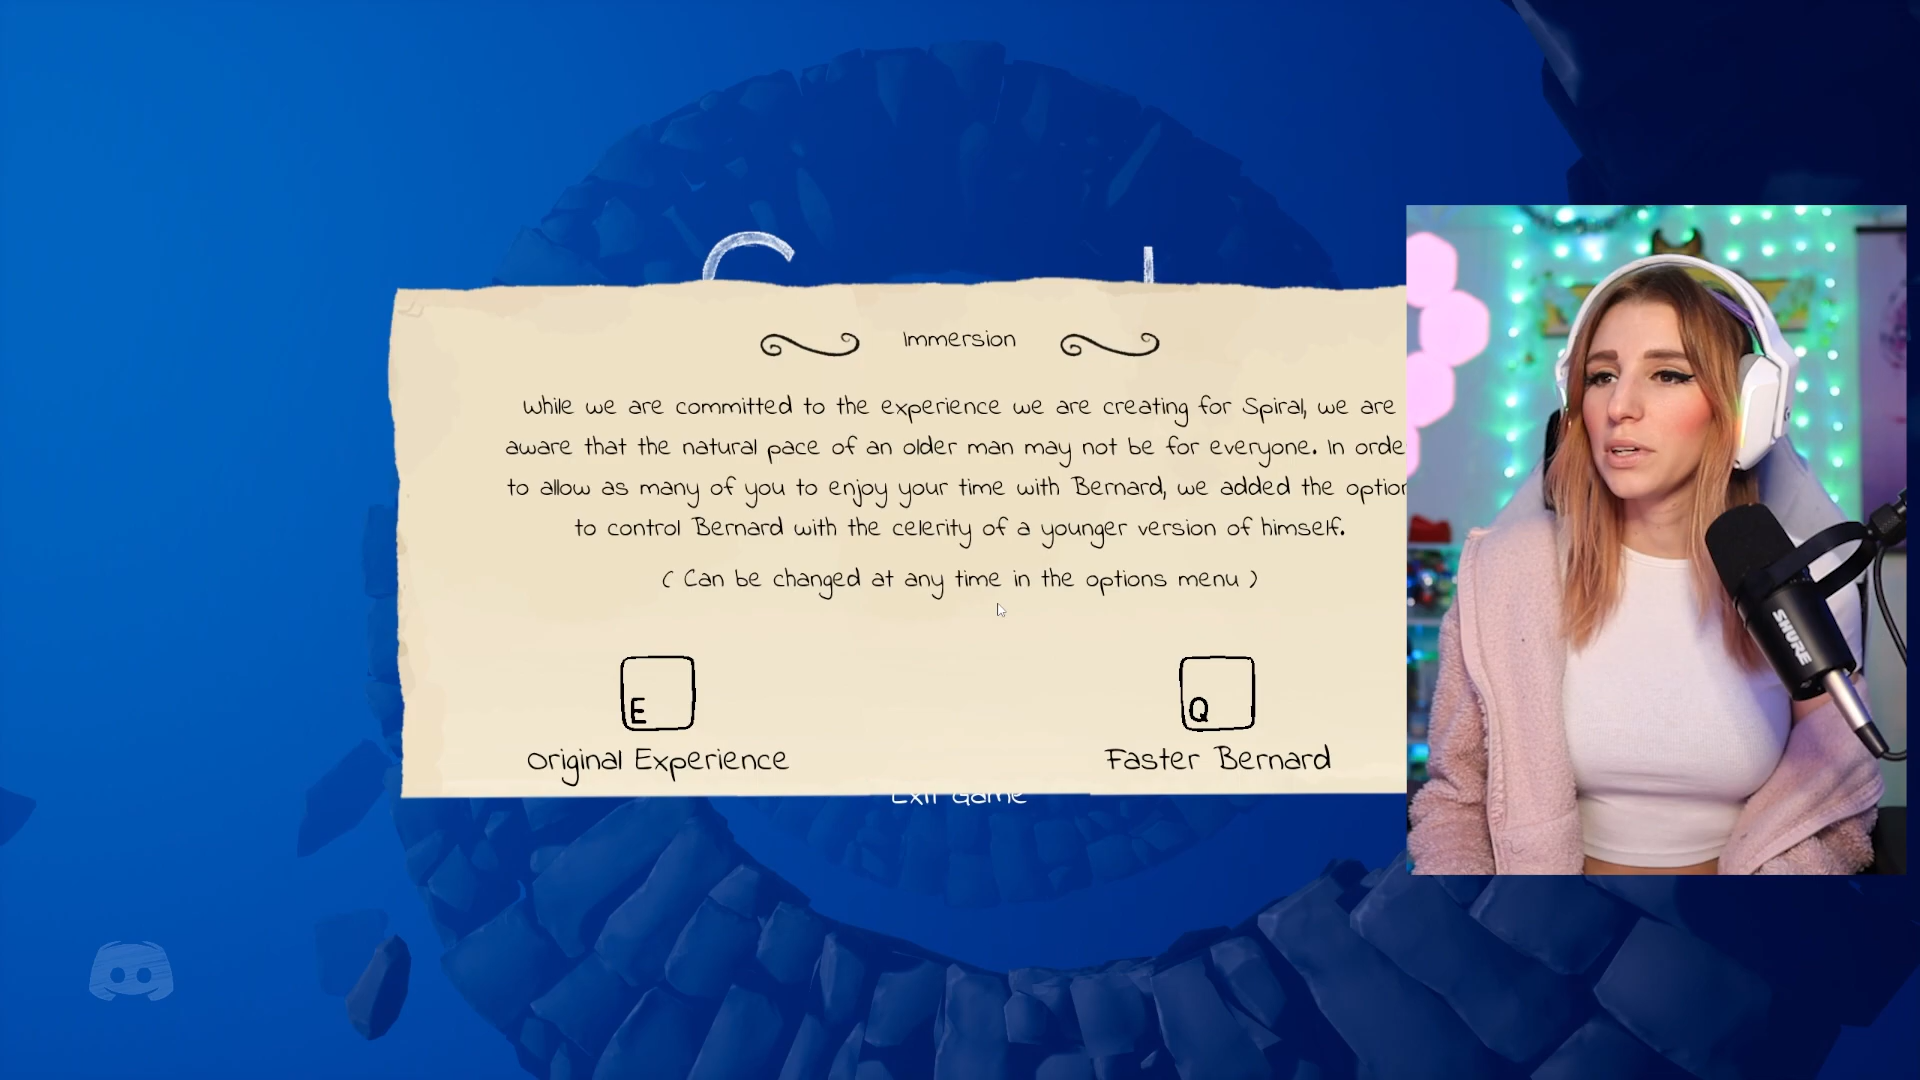 Immersion
While we are committed to the experience we are creating for Spiral, we are
aware that the natural pace of an older man may not be for everyone. In orde
to allow as many of you to enjoy your time with Bernard, we added the option
to control Bernard with the celerity of a younger version of himself.
( Can be changed at any time in the options menu )
E
Q
Original Experience
Faster Bernard
Exit Game
SHURE